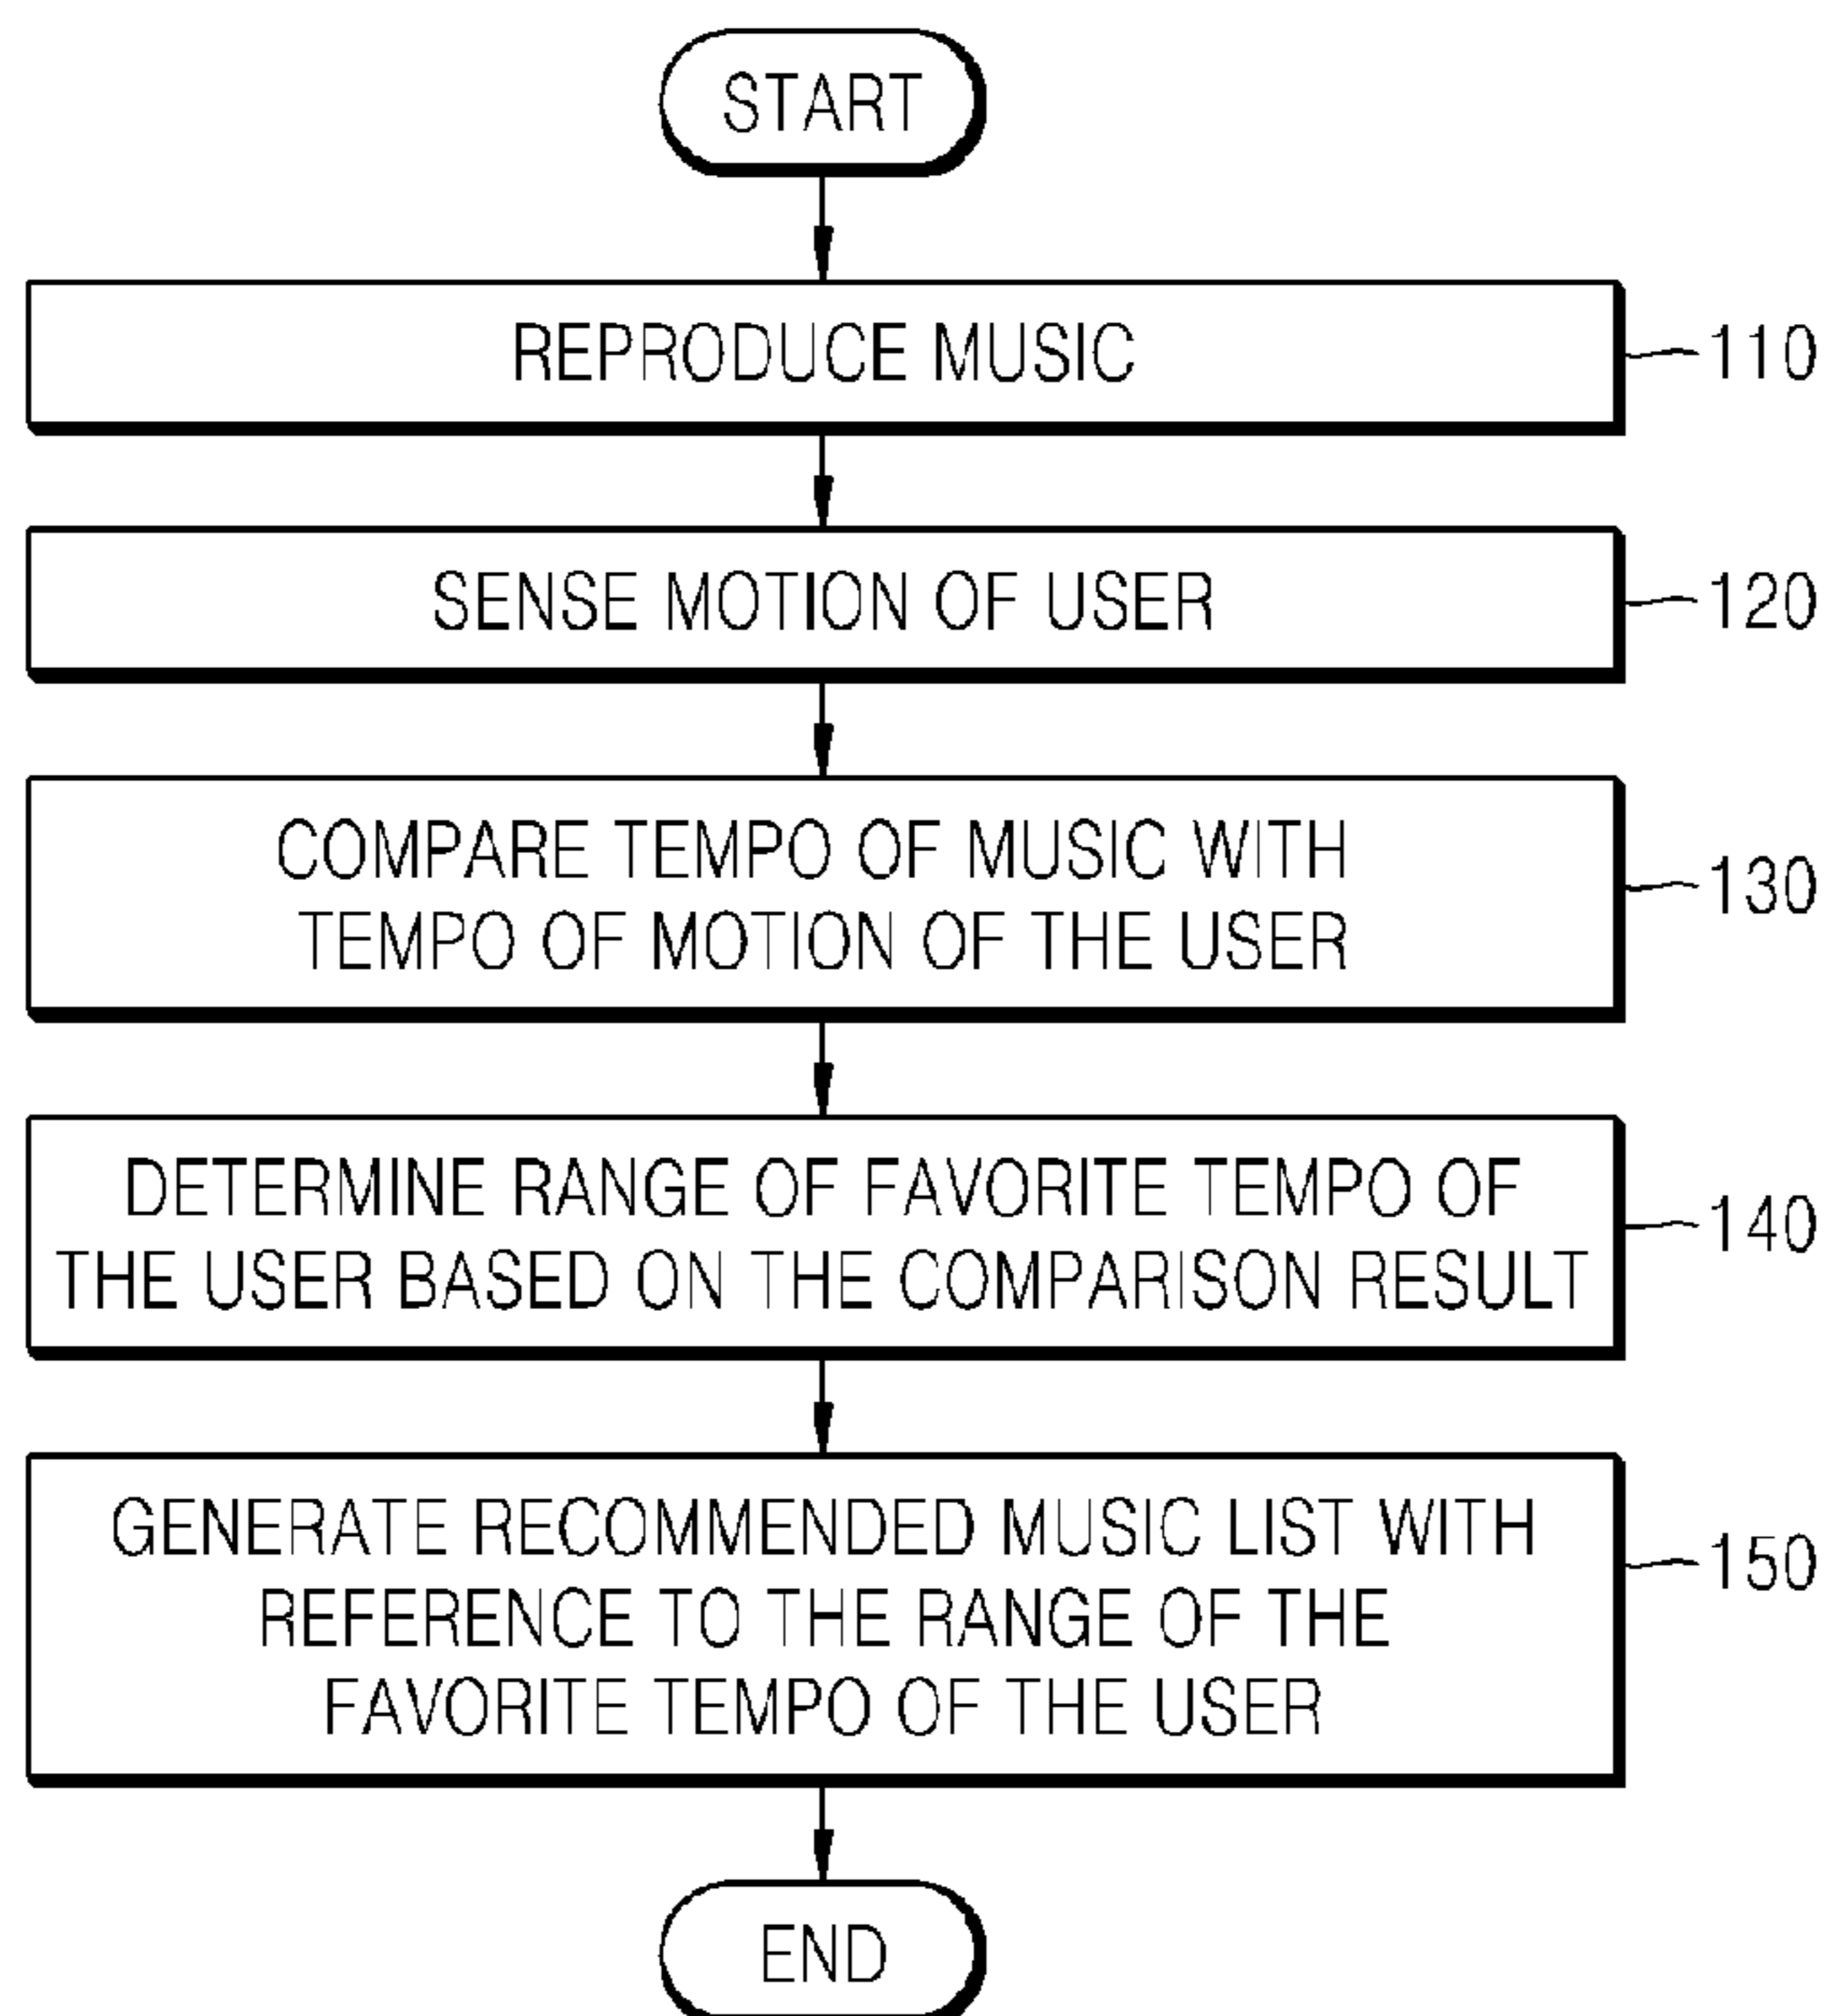 START
REPRODUCE MUSIC
110
SENSE MOTION OF USER
120
COMPARE TEMPO OF MUSIC WITH
TEMPO OF MOTION OF THE USER
130
DETERMINE RANGE OF FAVORITE TEMPO OF
THE USER BASED ON THE COMPARISON RESULT
140
GENERATE RECOMMENDED MUSIC LIST WITH
REFERENCE TO THE RANGE OF THE
FAVORITE TEMPO OF THE USER
150
END